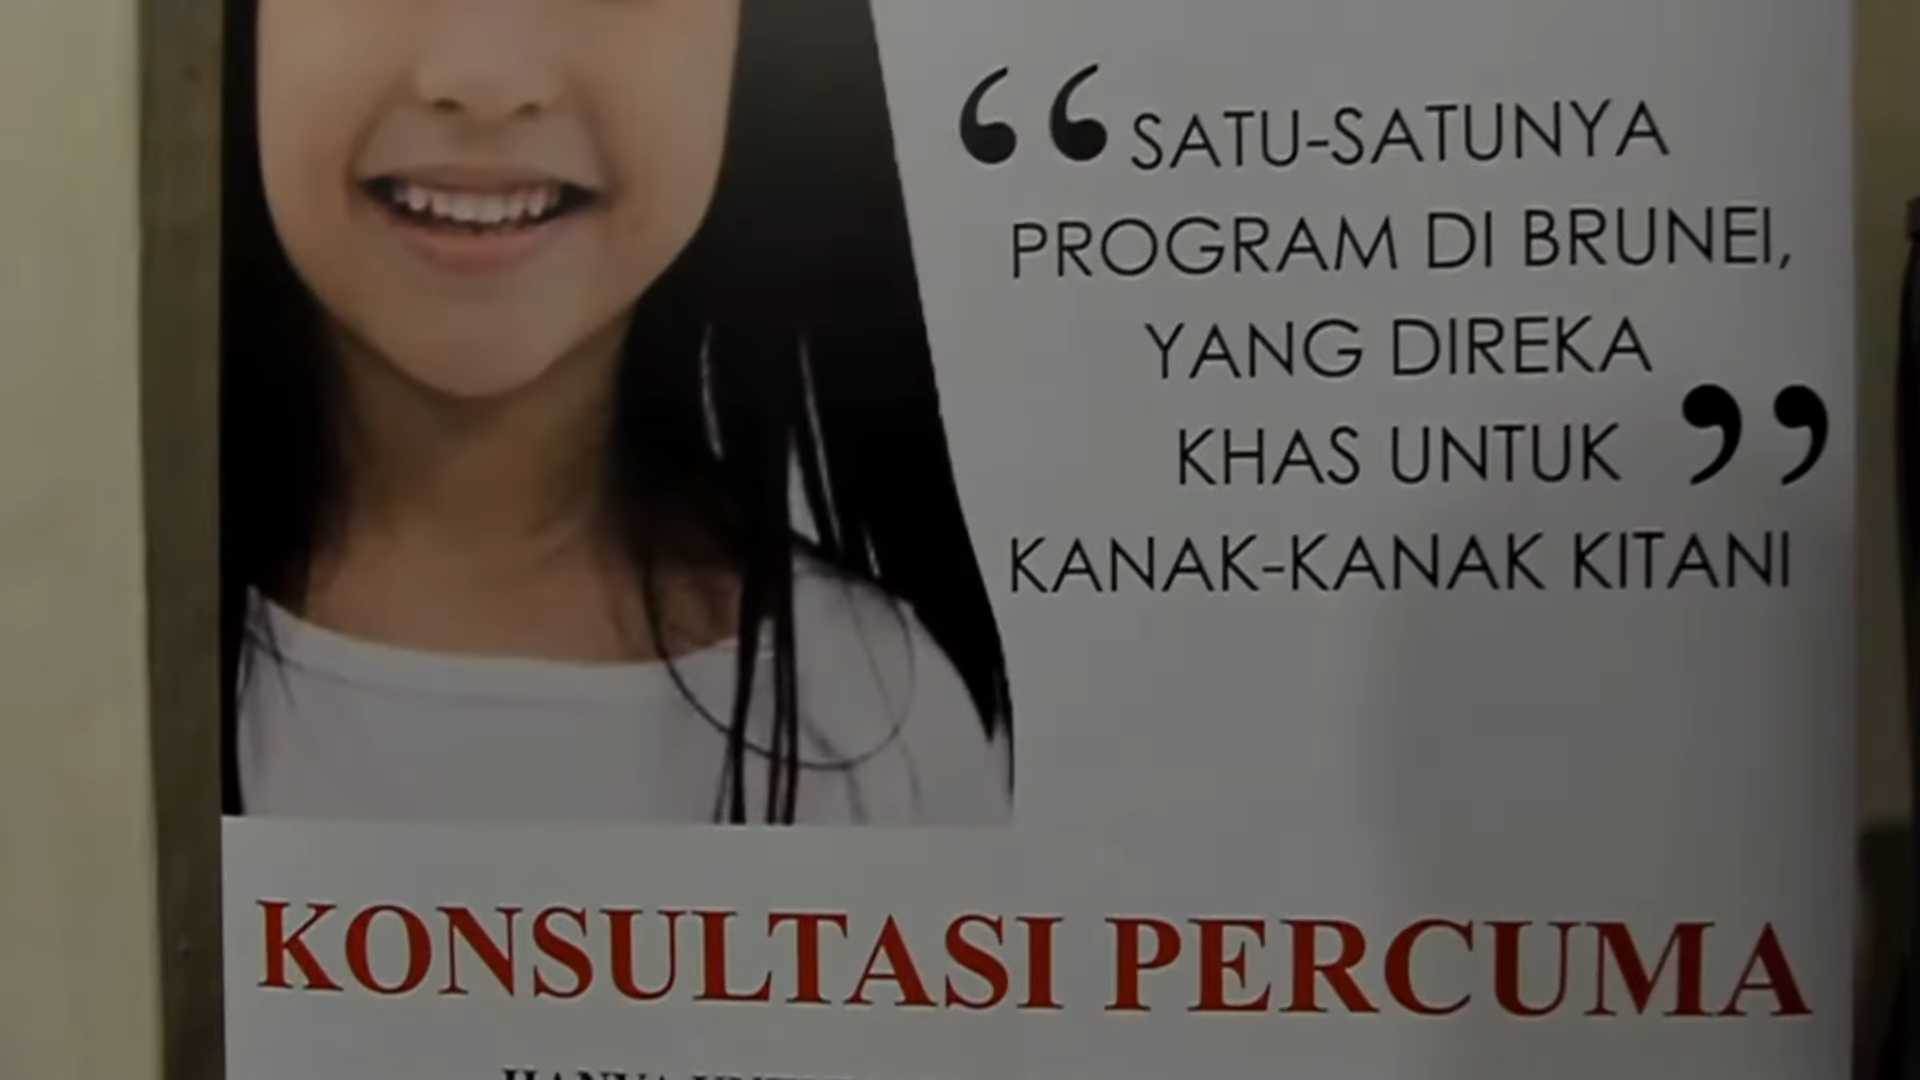 “SATU-SATUNYA
PROGRAM DI BRUNEI,
YANG DIREKA
KHAS UNTUK
KANAK-KANAK KITANI”
KONSULTASI PERCUMA